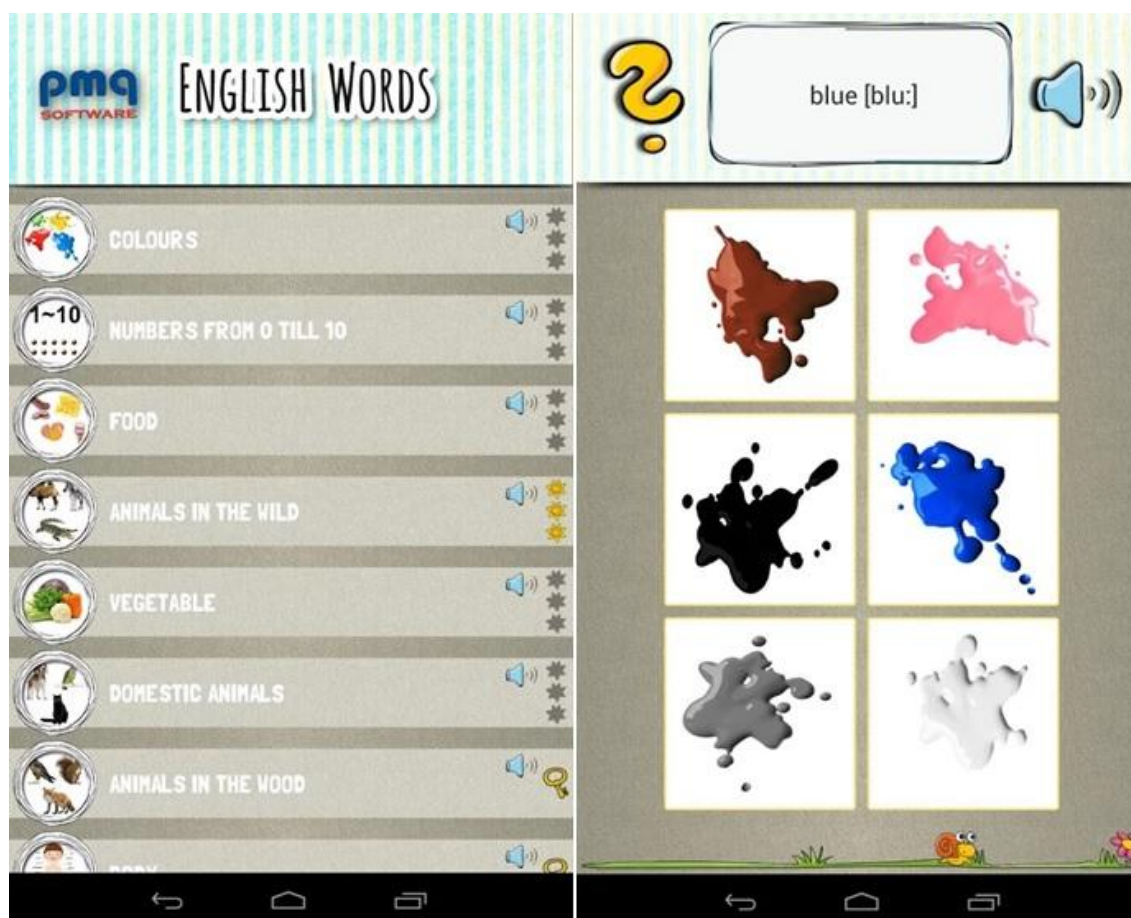 pmq
SOFTWARE
ENGLISH WORDS
COLOURS
1~10
NUMBERS FROM 0 TILL 10
FOOD
ANIMALS IN THE WILD
VEGETABLE
DOMESTIC ANIMALS
ANIMALS IN THE WOOD
BODY
?
blue [blu:]